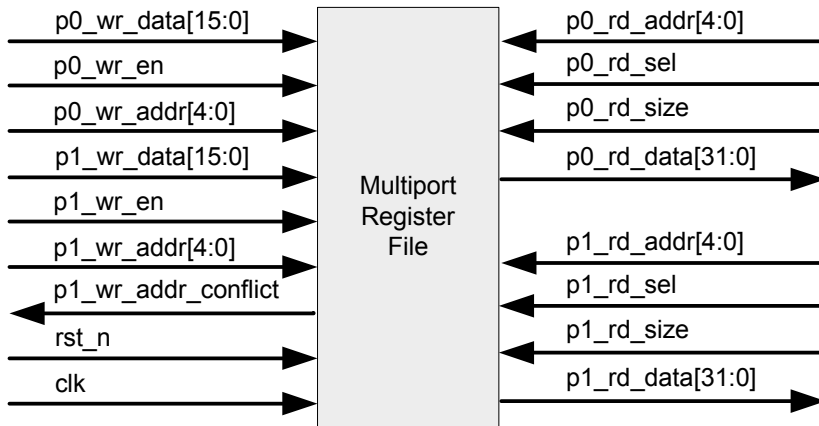 p0_wr_data[15:0]
p0_wr_en
p0_wr_addr[4:0]
p1_wr_data[15:0]
p1_wr_en
p1_wr_addr[4:0]
p1_wr_addr_conflict
rst_n
clk
Multiport
Register
File
p0_rd_addr[4:0]
p0_rd_sel
p0_rd_size
p0_rd_data[31:0]
p1_rd_addr[4:0]
p1_rd_sel
p1_rd_size
p1_rd_data[31:0]